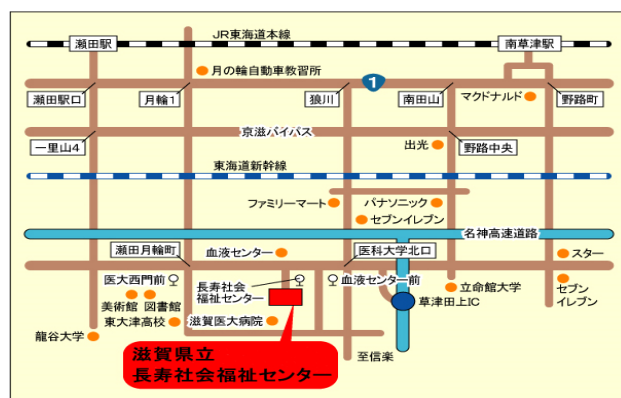 JR東海道本線
瀬田駅
南草津駅
月の輪自動車教習所
1
マクドナルド
瀬田駅口
月輪1
狼川
南田山
野路町
京滋バイパス
一里山4
出光
野路中央
東海道新幹線
ファミリーマート
パナソニック
セブンイレブン
名神高速道路
瀬田月輪町
血液センター
医科大学北口
スター
医大西門前
長寿社会
福祉センター
血液センター前
立命館大学
セブン
イレブン
美術館
図書館
草津田上IC
東大津高校
滋賀医大病院
龍谷大学
滋賀県立
長寿社会福祉センター
至信楽